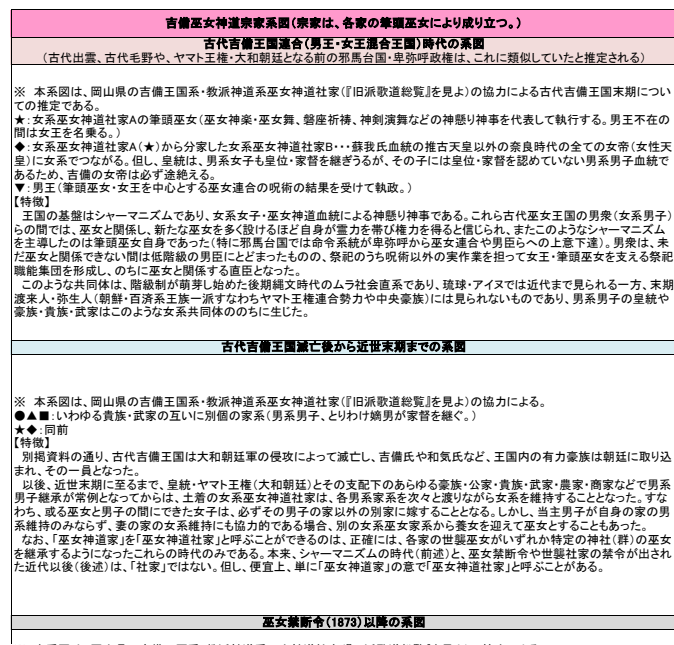 吉備巫女神道宗家系図(宗家は、各家の筆頭巫女により成り立つ。)
古代吉備王国連合(男王・女王混合王国)時代の系図
(古代出雲、古代毛野や、ヤマト王権・大和朝廷となる前の邪馬台国・卑弥呼政権は、これに類似していたと推定される)
※ 本系図は、岡山県の吉備王国系・教派神道系巫女神道社家(『旧派歌道総覧』を見よ)の協力による古代吉備王国末期につい
ての推定である。
★:女系巫女神道社家Aの筆頭巫女(巫女神楽・巫女舞、磐座祈祷、神剣演舞などの神懸り神事を代表して執行する。男王不在の
間は女王を名乗る。)
◆:女系巫女神道社家A(★)から分家した女系巫女神道社家B・・・蘇我氏血統の推古天皇以外の奈良時代の全ての女帝(女性天
皇)に女系でつながる。但し、皇統は、男系女子も皇位・家督を継ぎうるが、その子には皇位・家督を認めていない男系男子血統で
あるため、吉備の女帝は必ず途絶える。
▼:男王(筆頭巫女・女王を中心とする巫女連合の呪術の結果を受けて執政。)
【特徴】
王国の基盤はシャーマニズムであり、女系女子・巫女神道血統による神懸り神事である。これら古代巫女王国の男衆(女系男子)
らの間では、巫女と関係し、新たな巫女を多く設けるほど自身が霊力を帯び権力を得ると信じられ、またこのようなシャーマニズム
を主導したのは筆頭巫女自身であった(特に邪馬台国では命令系統が卑弥呼から巫女連合や男臣らへの上意下達)。男衆は、未
だ巫女と関係できない間は低階級の男臣にとどまったものの、祭祀のうち呪術以外の実作業を担って女王・筆頭巫女を支える祭祀
職能集団を形成し、のちに巫女と関係する直臣となった。
このような共同体は、階級制が萌芽し始めた後期縄文時代のムラ社会直系であり、琉球・アイヌでは近代まで見られる一方、末期
渡来人・弥生人(朝鮮・百済系王族一派すなわちヤマト王権連合勢力や中央豪族)には見られないものであり、男系男子の皇統や
豪族・貴族・武家はこのような女系共同体ののちに生じた。
古代吉備王国滅亡後から近世末期までの系図
※ 本系図は、岡山県の吉備王国系・教派神道系巫女神道社家(『旧派歌道総覧』を見よ)の協力による。
●▲■:いわゆる貴族・武家の互いに別個の家系(男系男子、とりわけ嫡男が家督を継ぐ。)
★◆:同前
【特徴】
別掲資料の通り、古代吉備王国は大和朝廷軍の侵攻によって滅亡し、吉備氏や和気氏など、王国内の有力豪族は朝廷に取り込
まれ、その一員となった。
以後、近世末期に至るまで、皇統・ヤマト王権(大和朝廷)とその支配下のあらゆる豪族・公家・貴族・武家・農家・商家などで男系
男子継承が常例となってからは、土着の女系巫女神道社家は、各男系家系を次々と渡りながら女系を維持することとなった。すな
わち、或る巫女と男子の間にできた女子は、必ずその男子の家以外の別家に嫁することとなる。しかし、当主男子が自身の家の男
系維持のみならず、妻の家の女系維持にも協力的である場合、別の女系巫女家系から養女を迎えて巫女とすることもあった。
なお、「巫女神道家」を「巫女神道社家」と呼ぶことができるのは、正確には、各家の世襲巫女がいずれか特定の神社(群)の巫女
を継承するようになったこれらの時代のみである。本来、シャーマニズムの時代(前述)と、巫女禁断令や世襲社家の禁令が出され
た近代以後(後述)は、「社家」ではない。但し、便宜上、単に「巫女神道家」の意で「巫女神道社家」と呼ぶことがある。
巫女禁断令(1873)以降の系図